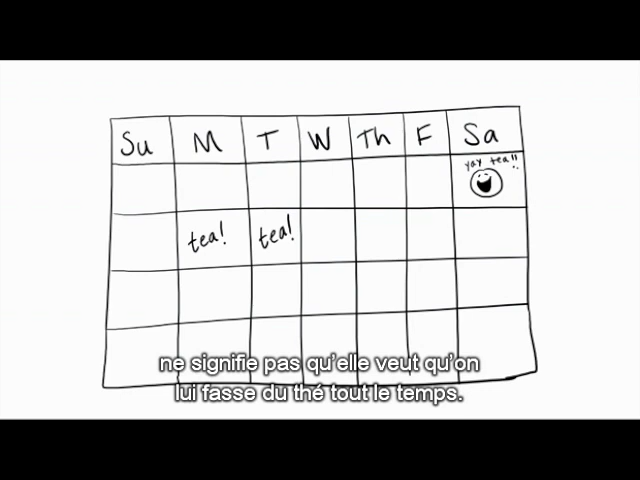 Su M T W Th F Sa
yay tea!!
tea! tea!
ne signifie pas qu'elle veut qu'on
lui fasse du thé tout le temps.